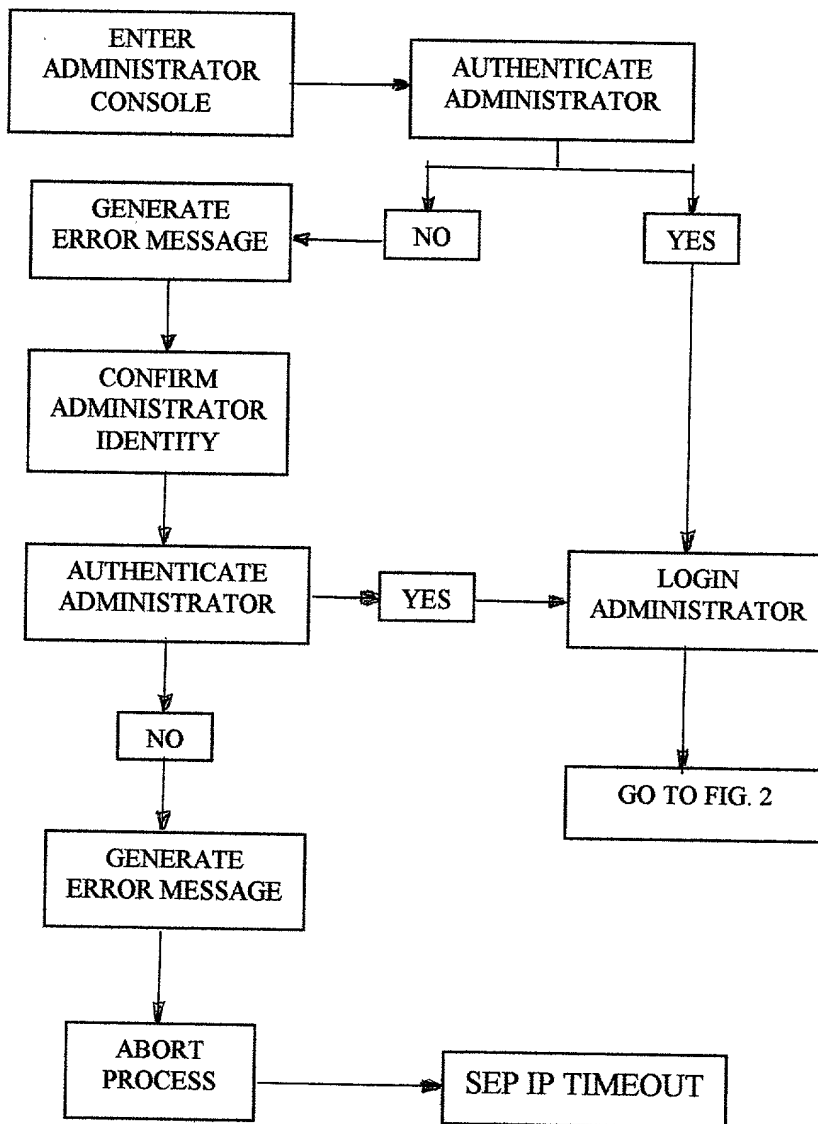 ENTER
ADMINISTRATOR
CONSOLE
AUTHENTICATE
ADMINISTRATOR
GENERATE
ERROR MESSAGE
NO
YES
CONFIRM
ADMINISTRATOR
IDENTITY
AUTHENTICATE
ADMINISTRATOR
YES
LOGIN
ADMINISTRATOR
NO
GO TO FIG. 2
GENERATE
ERROR MESSAGE
ABORT
PROCESS
SEP IP TIMEOUT